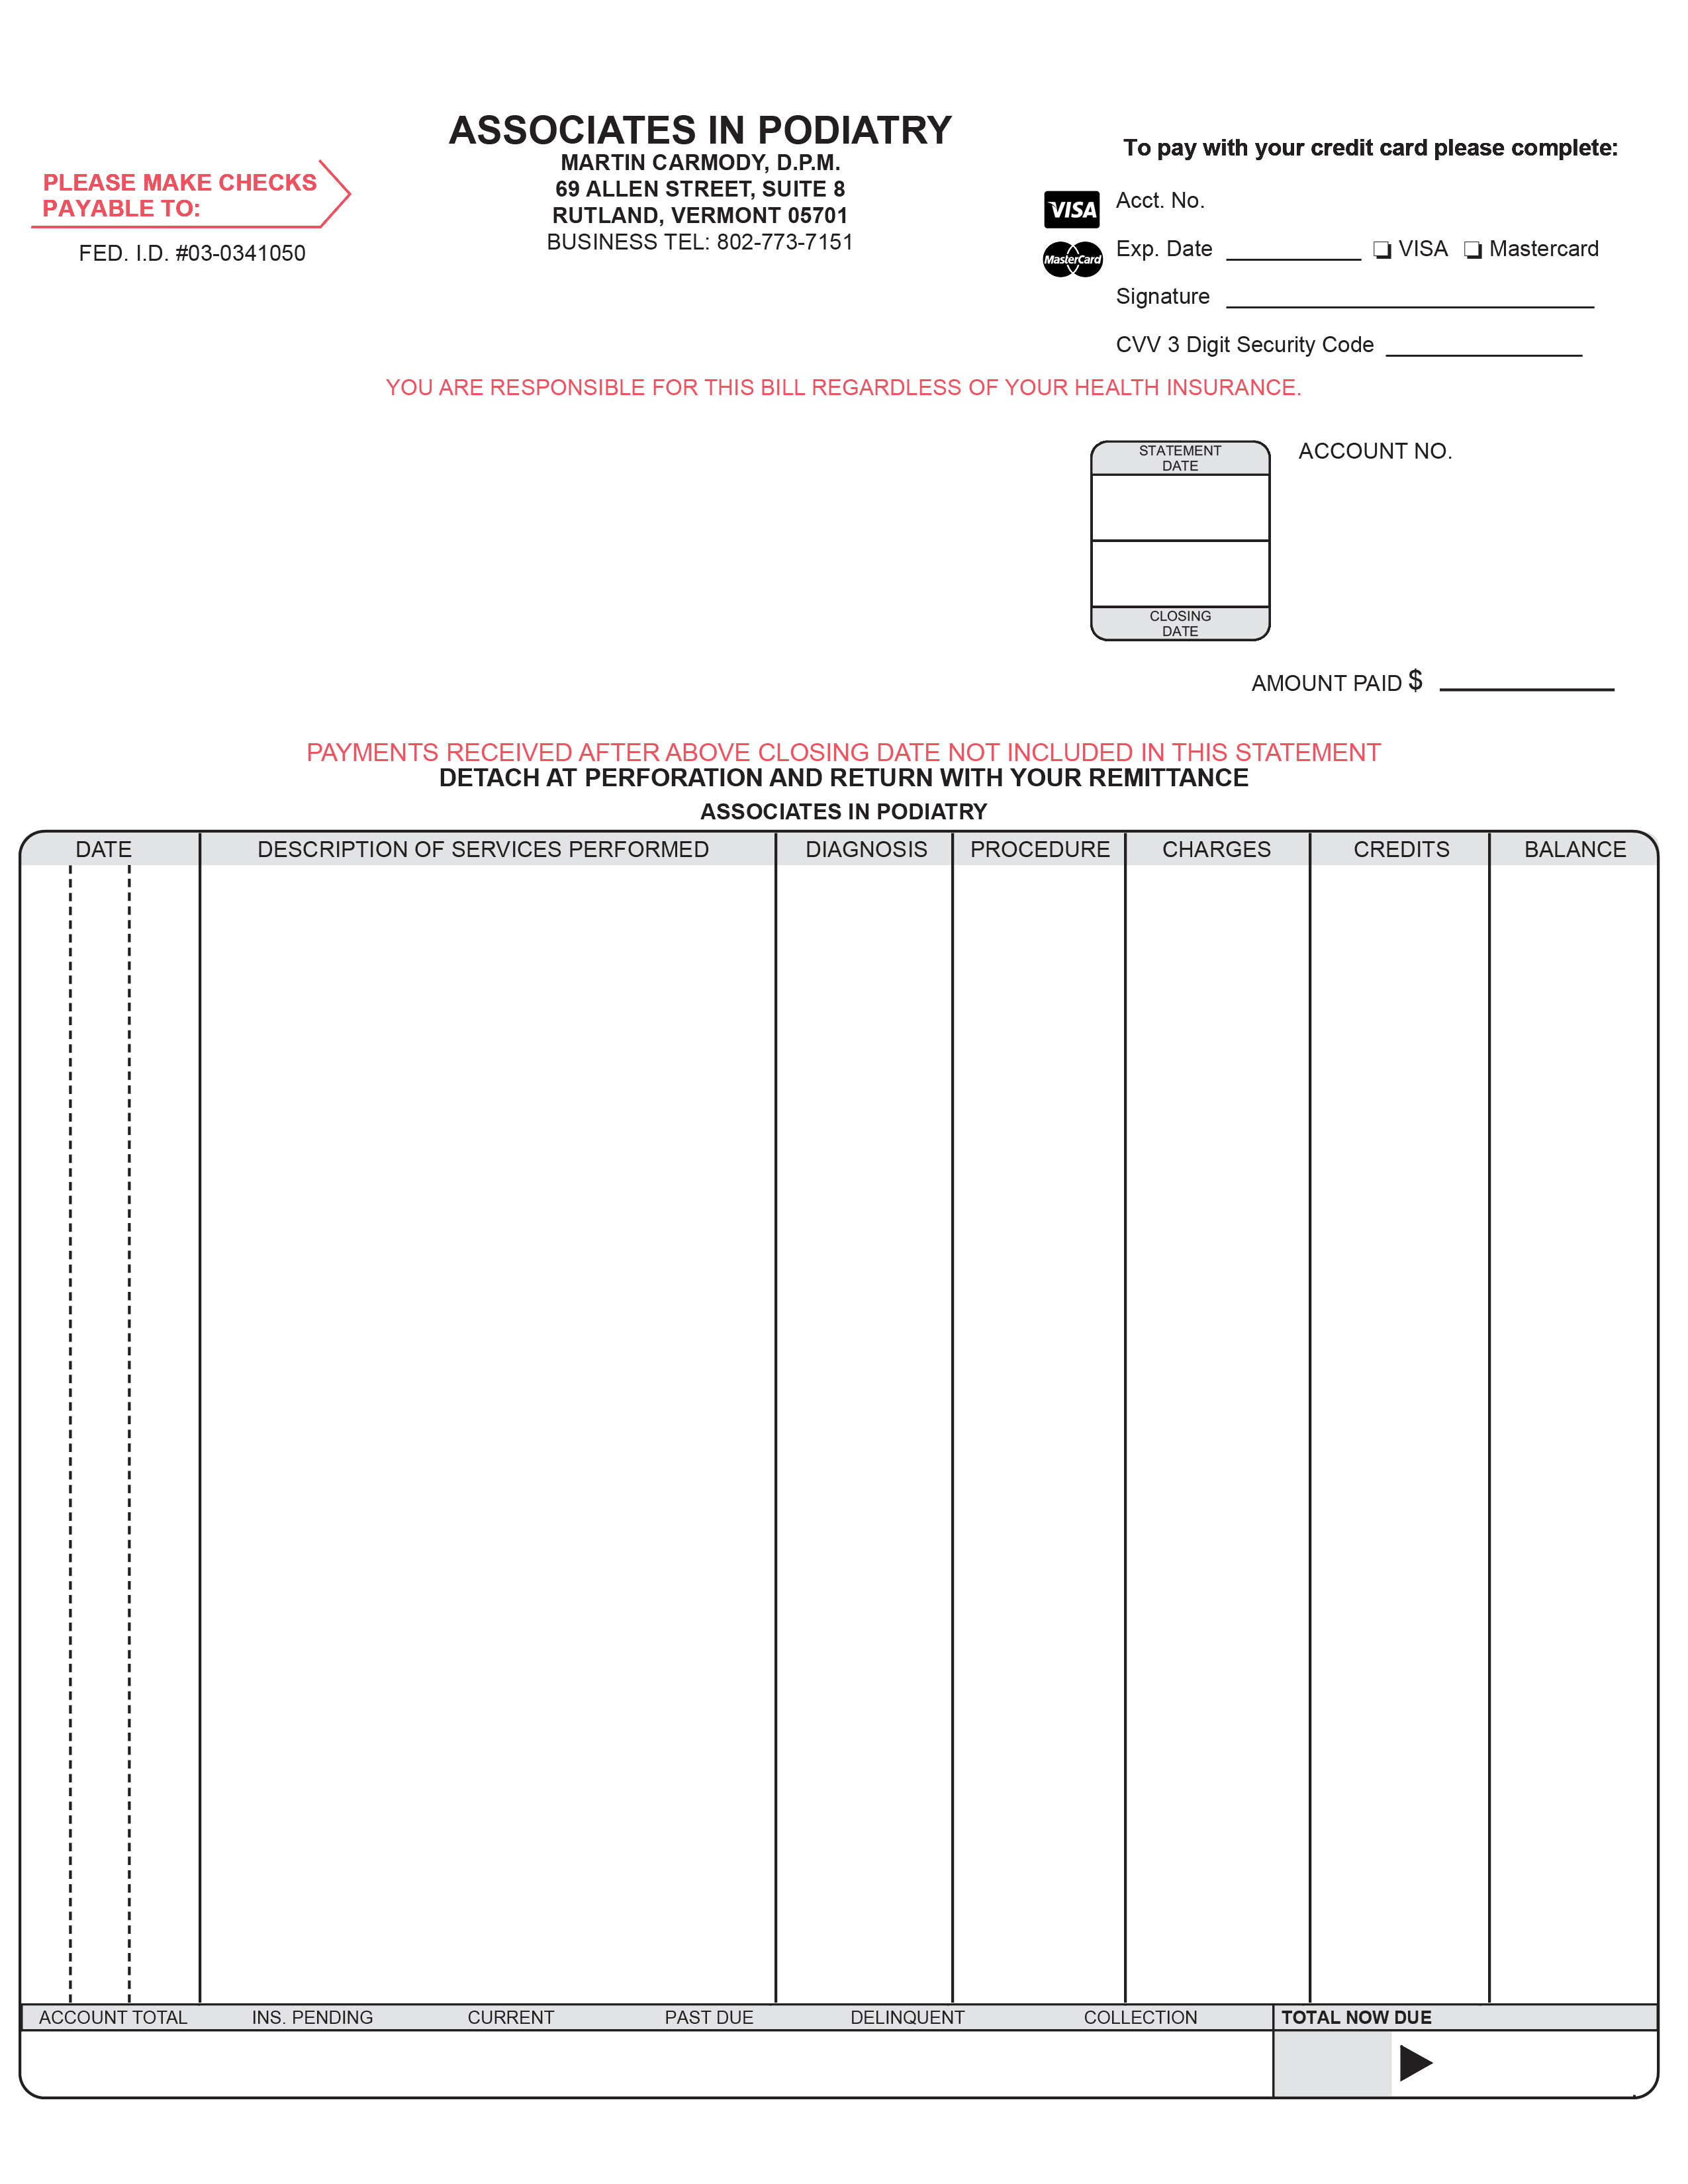 ASSOCIATES IN PODIATRY
MARTIN CARMODY, D.P.M.
69 ALLEN STREET, SUITE 8
RUTLAND, VERMONT 05701
BUSINESS TEL: 802-773-7151
PLEASE MAKE CHECKS
PAYABLE TO:
FED. I.D. #03-0341050
To pay with your credit card please complete:
VISA
Acct. No.
MasterCard
Exp. Date VISA Mastercard
Signature
CVV 3 Digit Security Code
YOU ARE RESPONSIBLE FOR THIS BILL REGARDLESS OF YOUR HEALTH INSURANCE.
STATEMENT
DATE
ACCOUNT NO.
CLOSING
DATE
AMOUNT PAID $
PAYMENTS RECEIVED AFTER ABOVE CLOSING DATE NOT INCLUDED IN THIS STATEMENT
DETACH AT PERFORATION AND RETURN WITH YOUR REMITTANCE
ASSOCIATES IN PODIATRY
DATE DESCRIPTION OF SERVICES PERFORMED DIAGNOSIS PROCEDURE CHARGES CREDITS BALANCE
ACCOUNT TOTAL INS. PENDING CURRENT PAST DUE DELINQUENT COLLECTION TOTAL NOW DUE